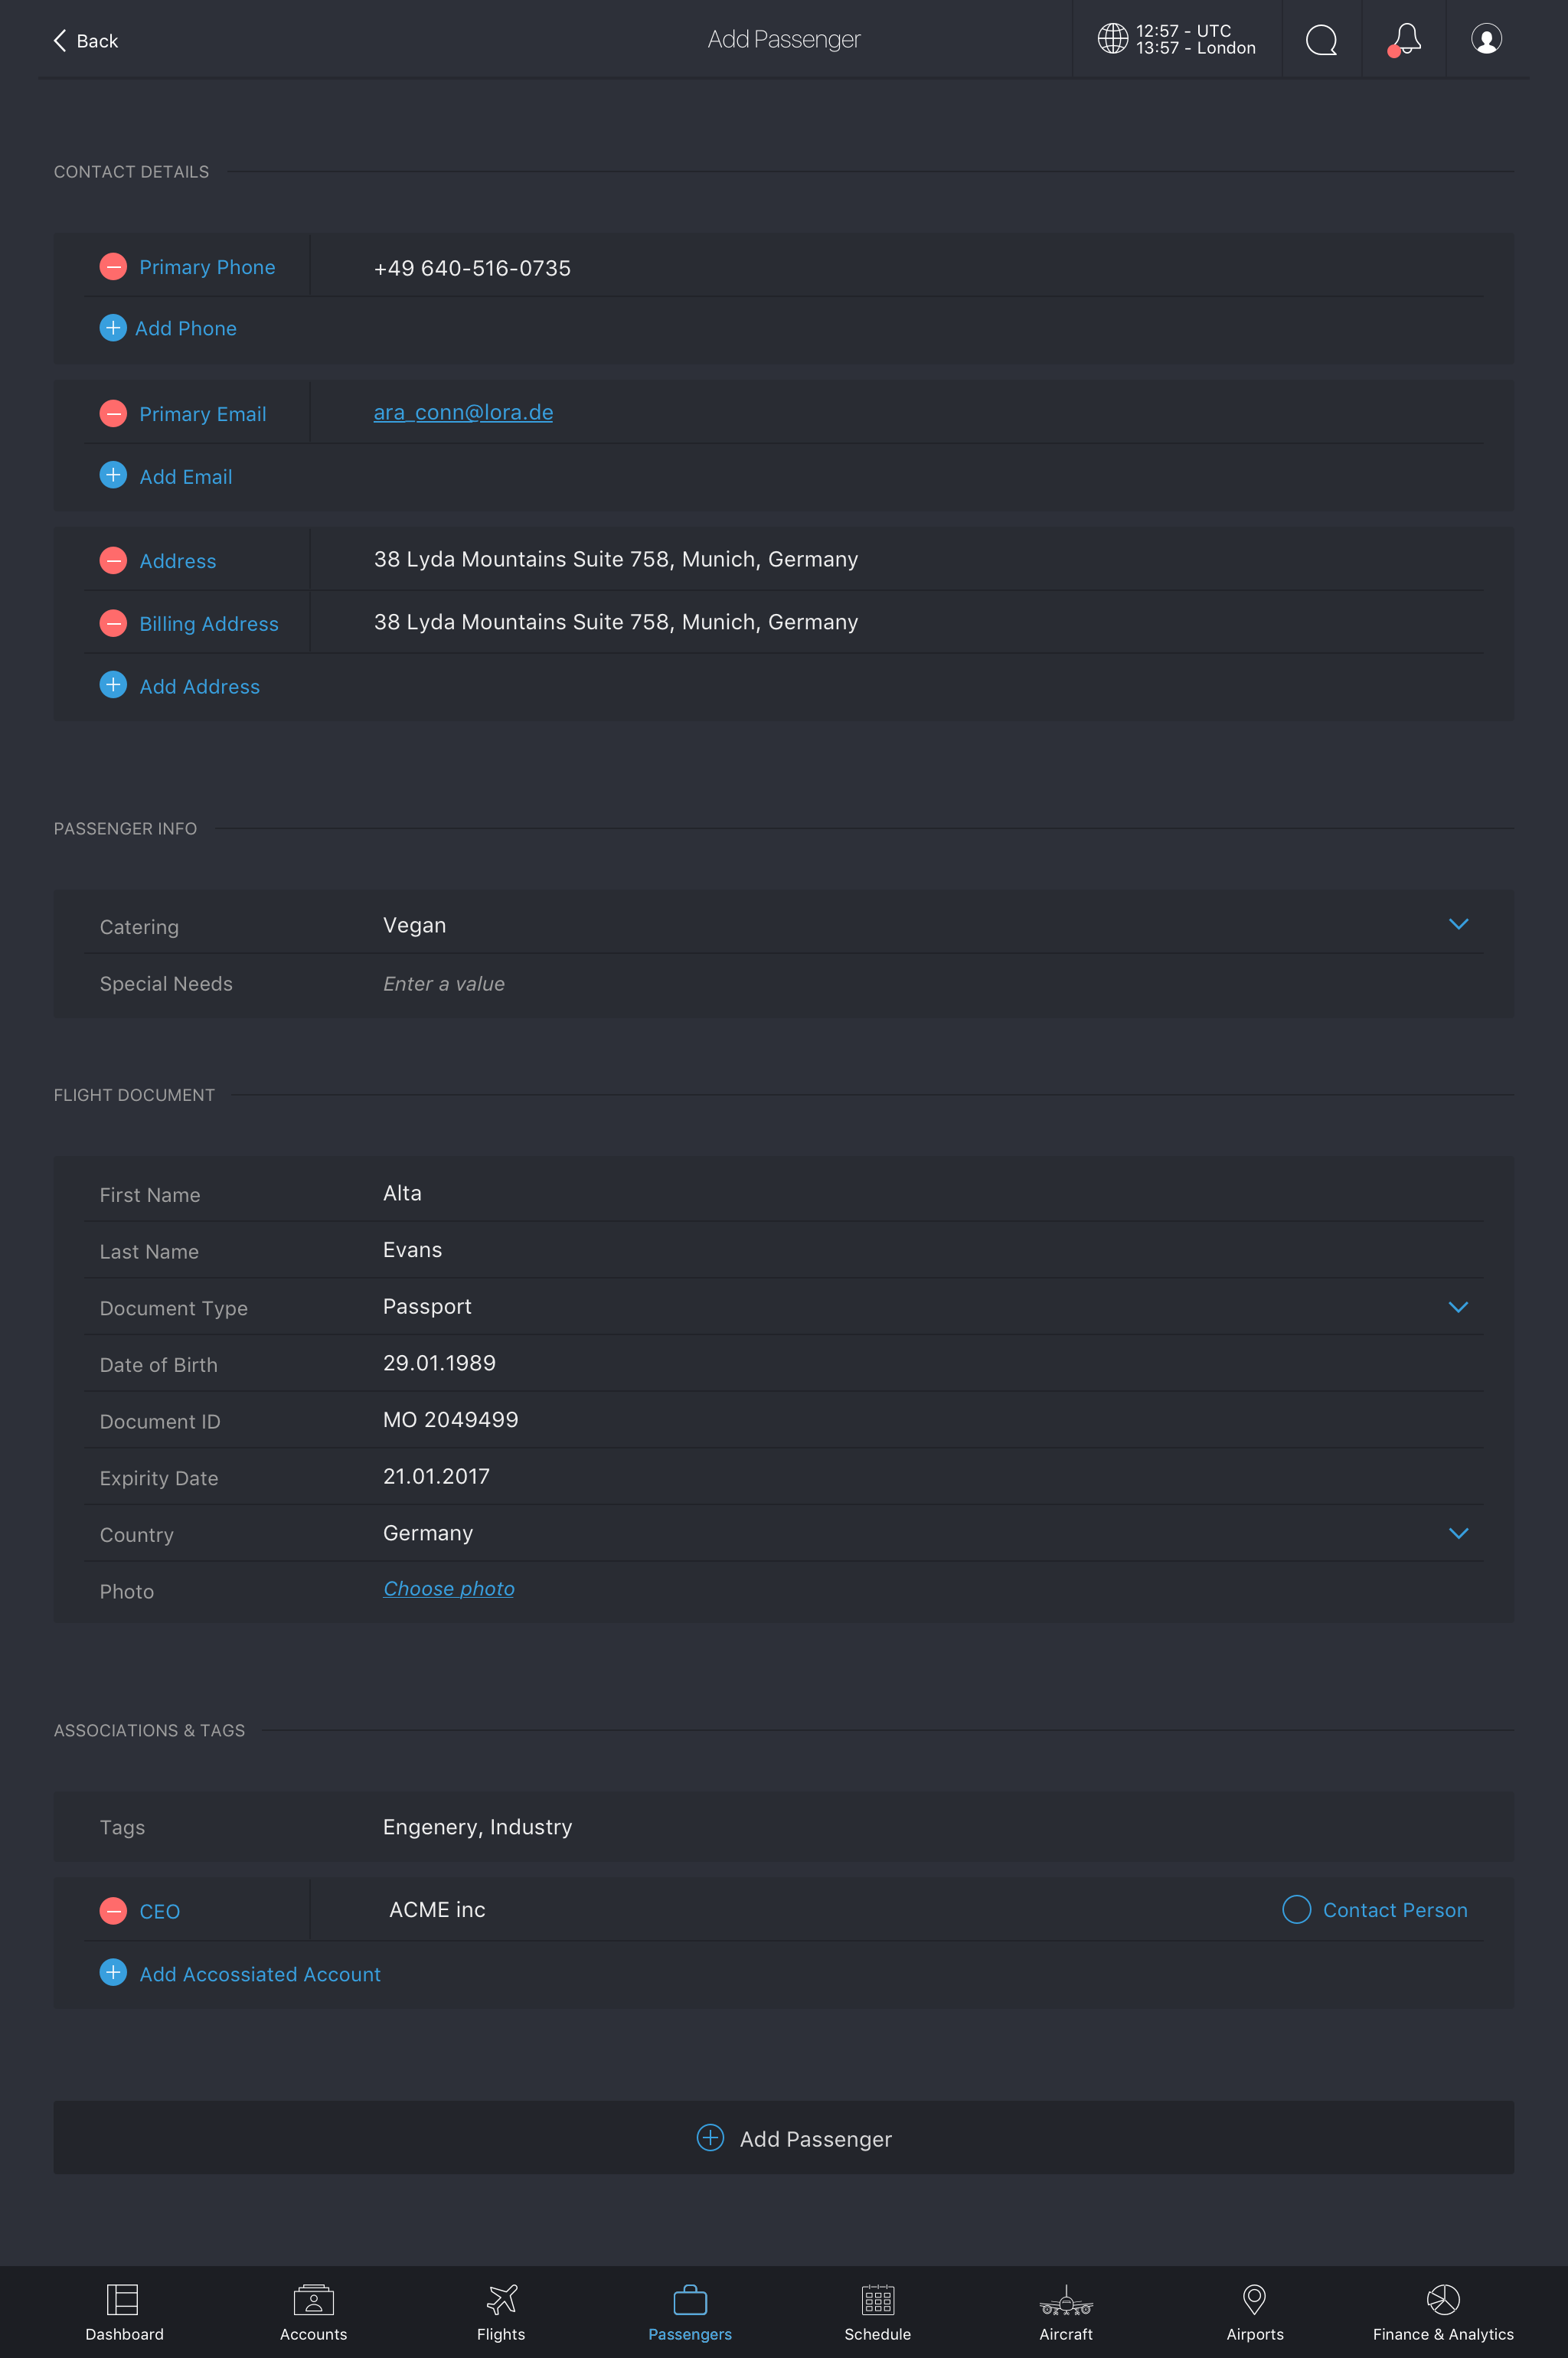 Back
Add Passenger
12:57 - UTC
13:57 - London
CONTACT DETAILS
Primary Phone
+49 640-516-0735
Add Phone
Primary Email
ara_conn@lora.de
Add Email
Address
38 Lyda Mountains Suite 758, Munich, Germany
Billing Address
38 Lyda Mountains Suite 758, Munich, Germany
Add Address
PASSENGER INFO
Catering
Vegan
Special Needs
Enter a value
FLIGHT DOCUMENT
First Name
Alta
Last Name
Evans
Document Type
Passport
Date of Birth
29.01.1989
Document ID
MO 2049499
Expirity Date
21.01.2017
Country
Germany
Photo
Choose photo
ASSOCIATIONS & TAGS
Tags
Engenery, Industry
CEO
ACME inc
Contact Person
Add Accossiated Account
Add Passenger
Dashboard
Accounts
Flights
Passengers
Schedule
Aircraft
Airports
Finance & Analytics